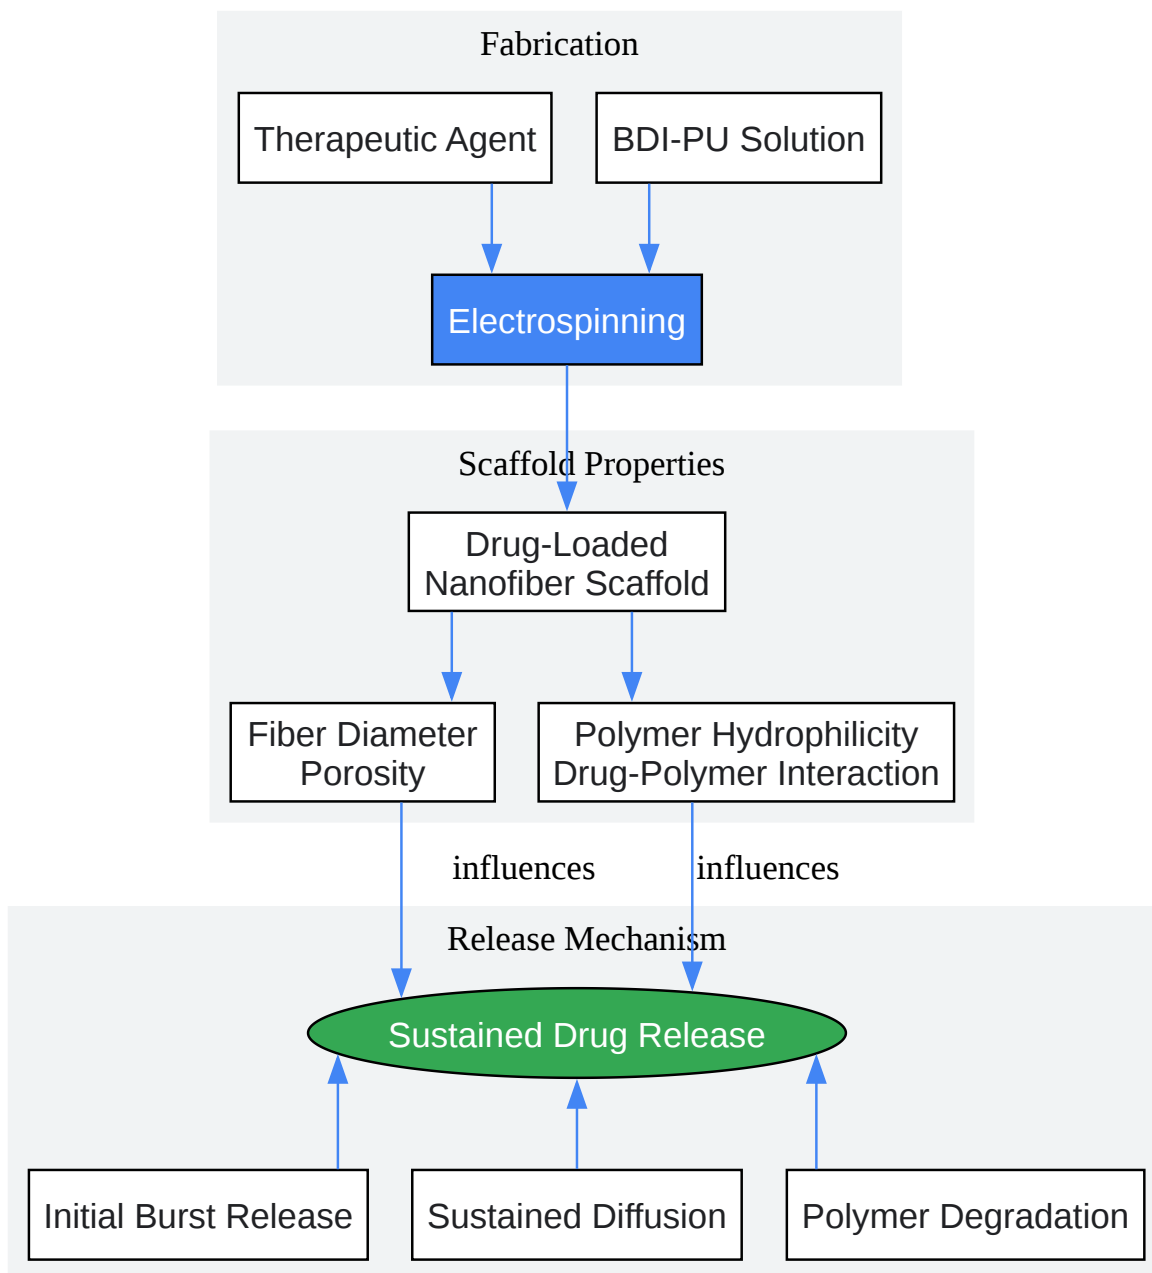 Fabrication
Therapeutic Agent
BDI-PU Solution
Electrospinning
Scaffold Properties
Drug-Loaded
Nanofiber Scaffold
Fiber Diameter
Porosity
Polymer Hydrophilicity
Drug-Polymer Interaction
influences
influences
Release Mechanism
Sustained Drug Release
Initial Burst Release
Sustained Diffusion
Polymer Degradation